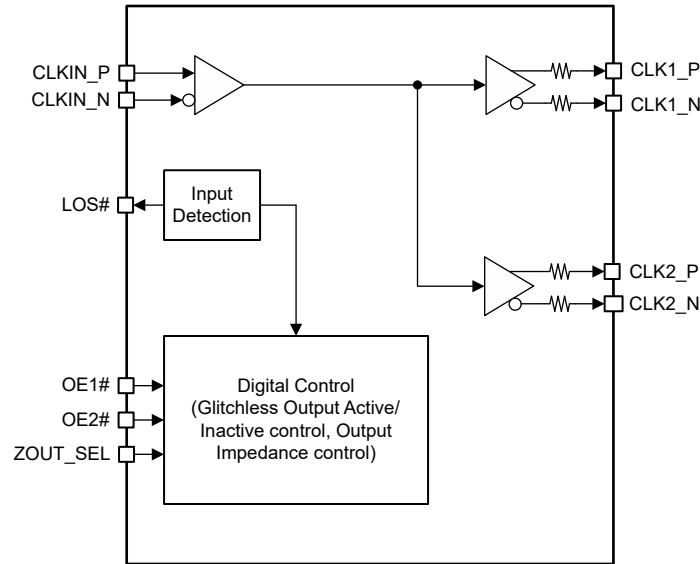 CLKIN_P
CLKIN_N
CLK1_P
CLK1_N
LOS#
Input
Detection
CLK2_P
CLK2_N
OE1#
OE2#
ZOUT_SEL
Digital Control
(Glitchless Output Active/
Inactive control, Output
Impedance control)